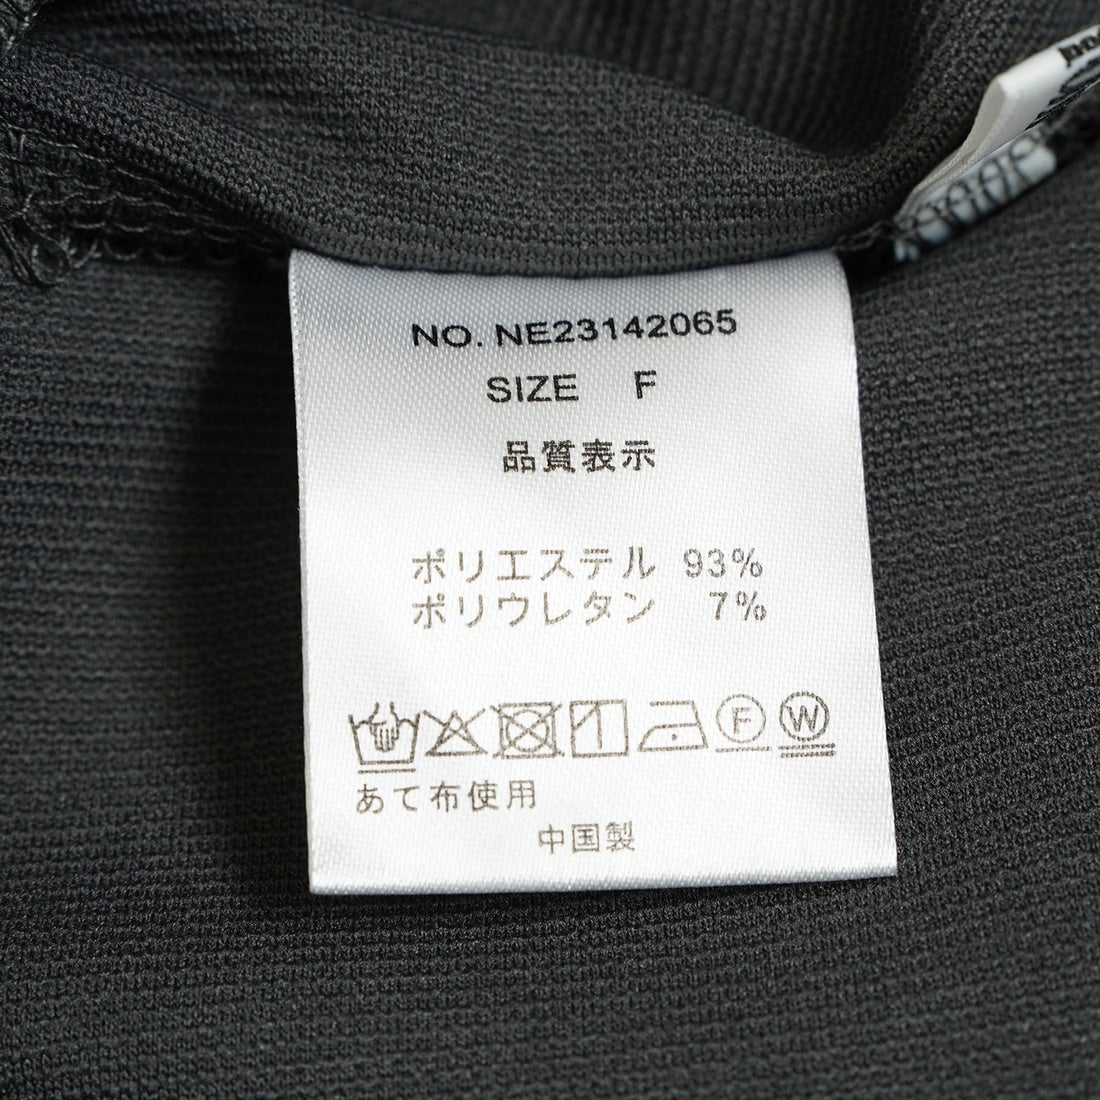 NO. NE23142065
SIZE F
品質表示
ポリエステル 93%
ポリウレタン 7%
F W
あて布使用
中国製